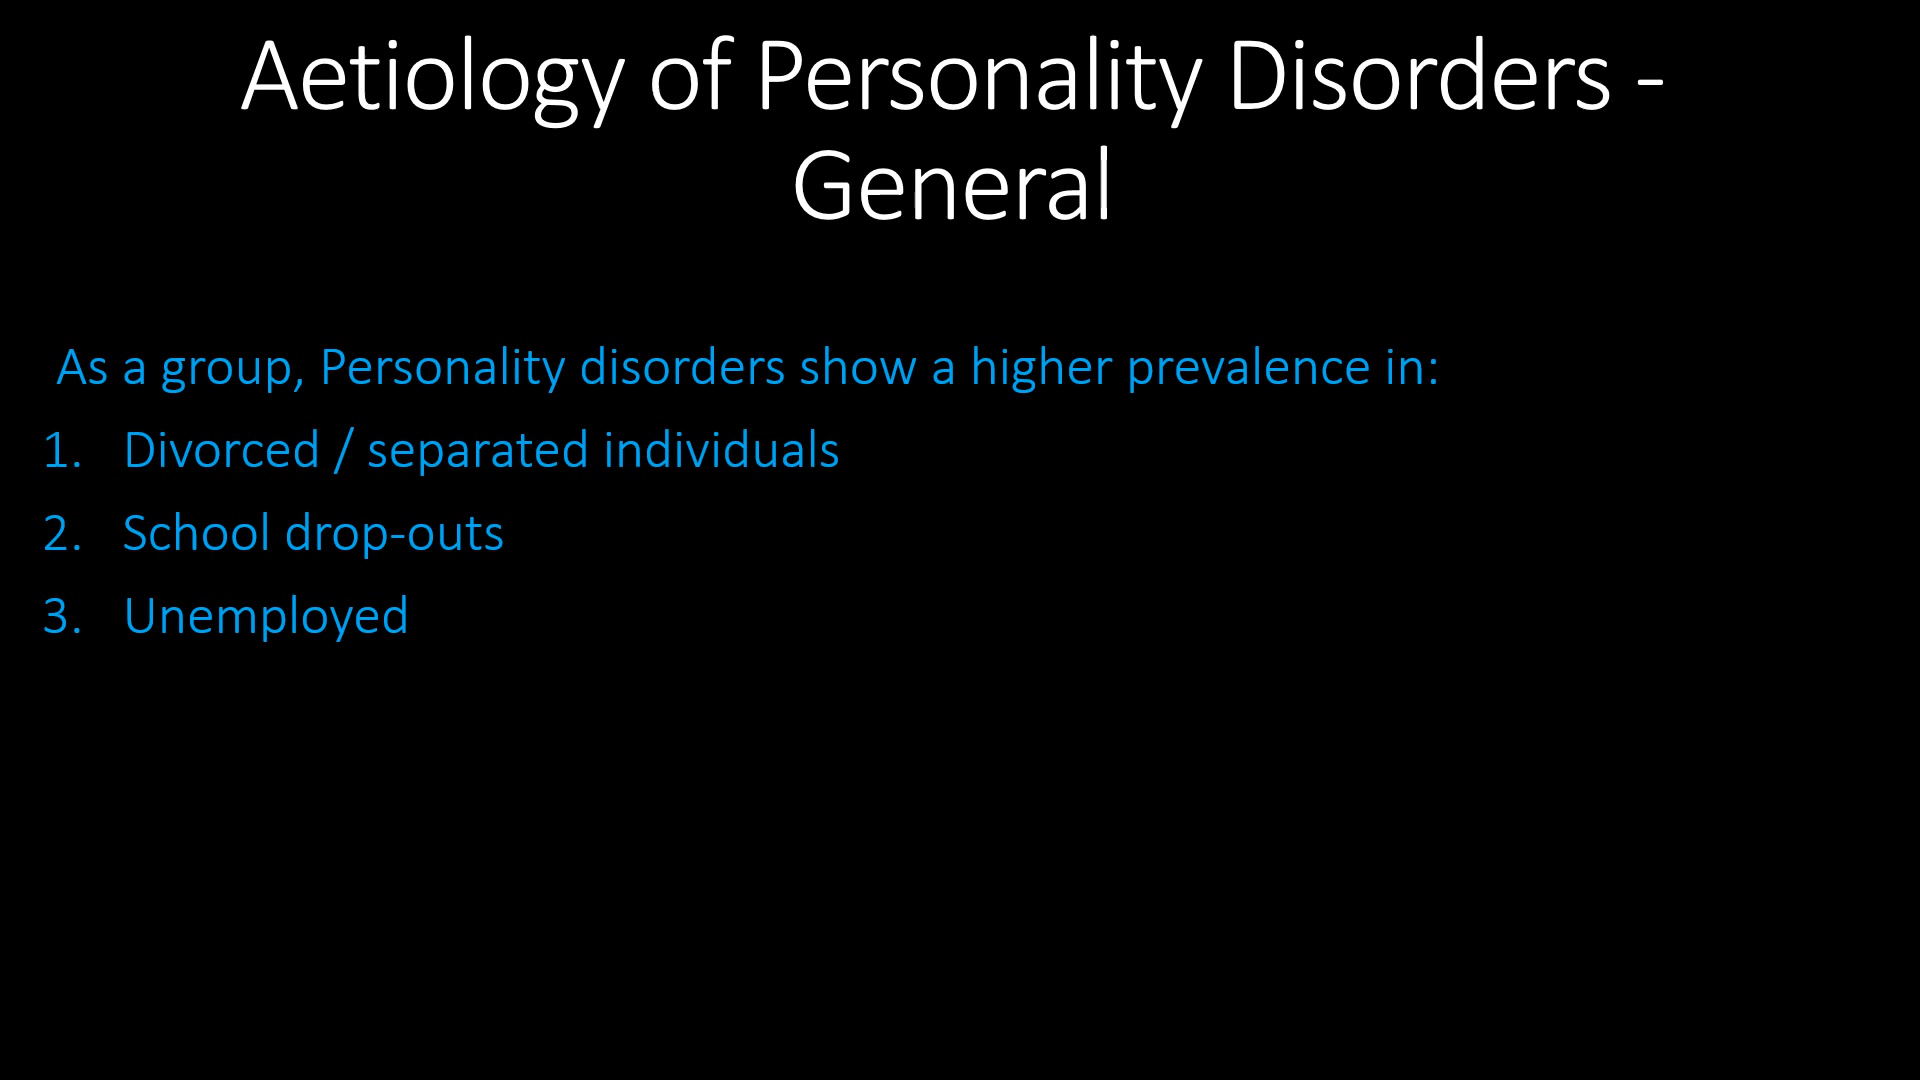 Aetiology of Personality Disorders -
General
As a group, Personality disorders show a higher prevalence in:
1. Divorced / separated individuals
2. School drop-outs
3. Unemployed